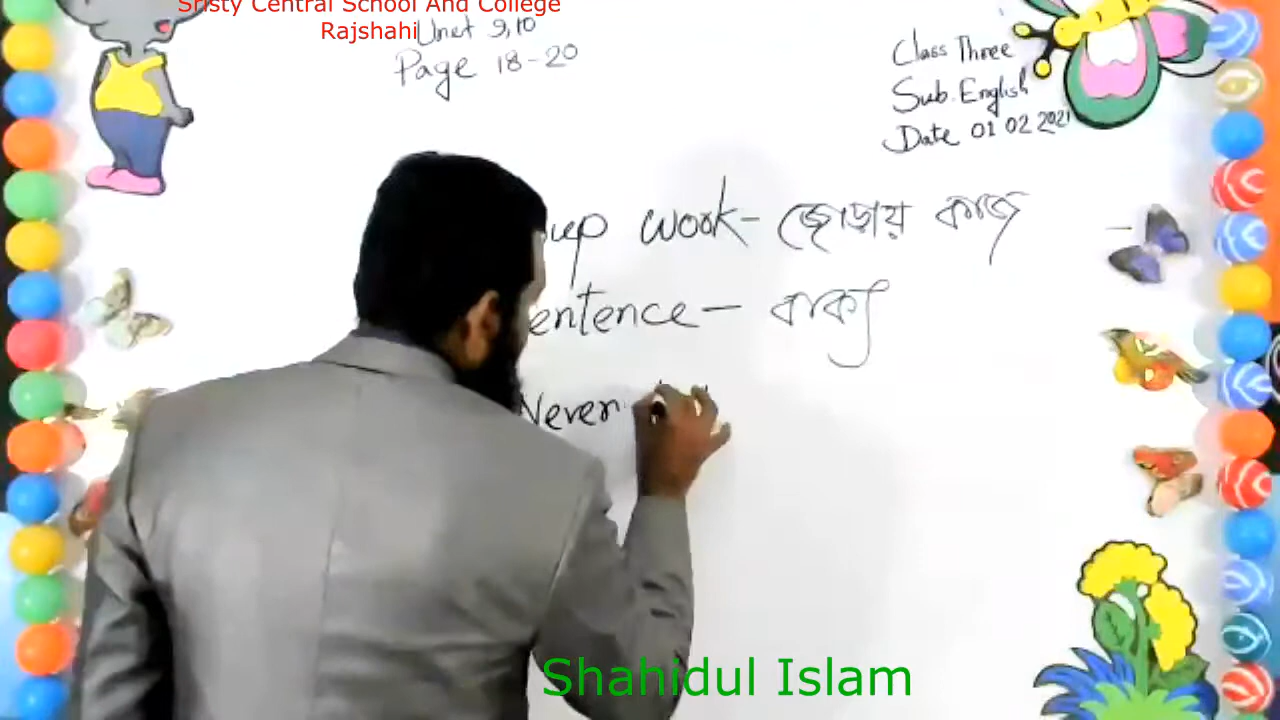 Sristy Central School And College
Rajshahi
Unet 9,10
Page 18-20
Class Three
Sub. English
Date 01 02 2021
wook- জোড়ায় কাজ
entence - বাক্য
Never
Shahidul Islam